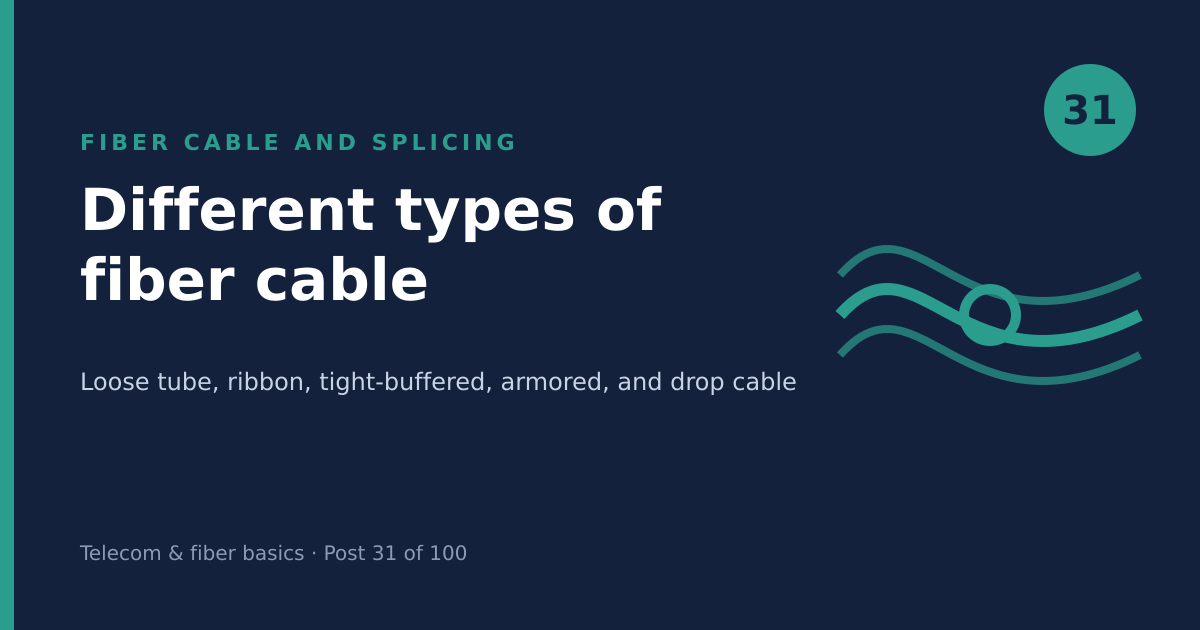 31
FIBER CABLE AND SPLICING
Different types of
fiber cable
Loose tube, ribbon, tight-buffered, armored, and drop cable
Telecom & fiber basics · Post 31 of 100